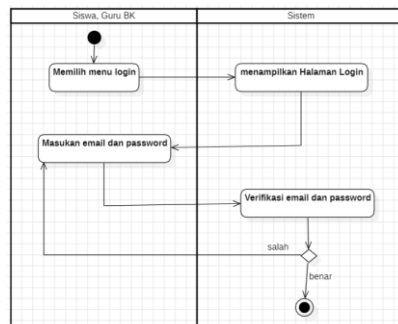 Siswa, Guru BK
Sistem
Memilih menu login
menampilkan Halaman Login
Masukan email dan password
Verifikasi email dan password
salah
benar